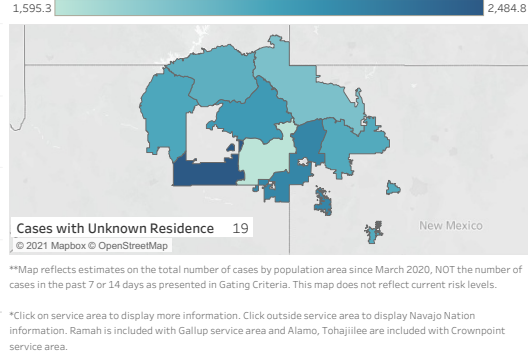 1,595.3 2,484.8
New Mexico
Cases with Unknown Residence 19
© 2021 Mapbox © OpenStreetMap
**Map reflects estimates on the total number of cases by population area since March 2020, NOT the number of
cases in the past 7 or 14 days as presented in Gating Criteria. This map does not reflect current risk levels.
*Click on service area to display more information. Click outside service area to display Navajo Nation
information. Ramah is included with Gallup service area and Alamo, Tohajiilee are included with Crownpoint
service area.